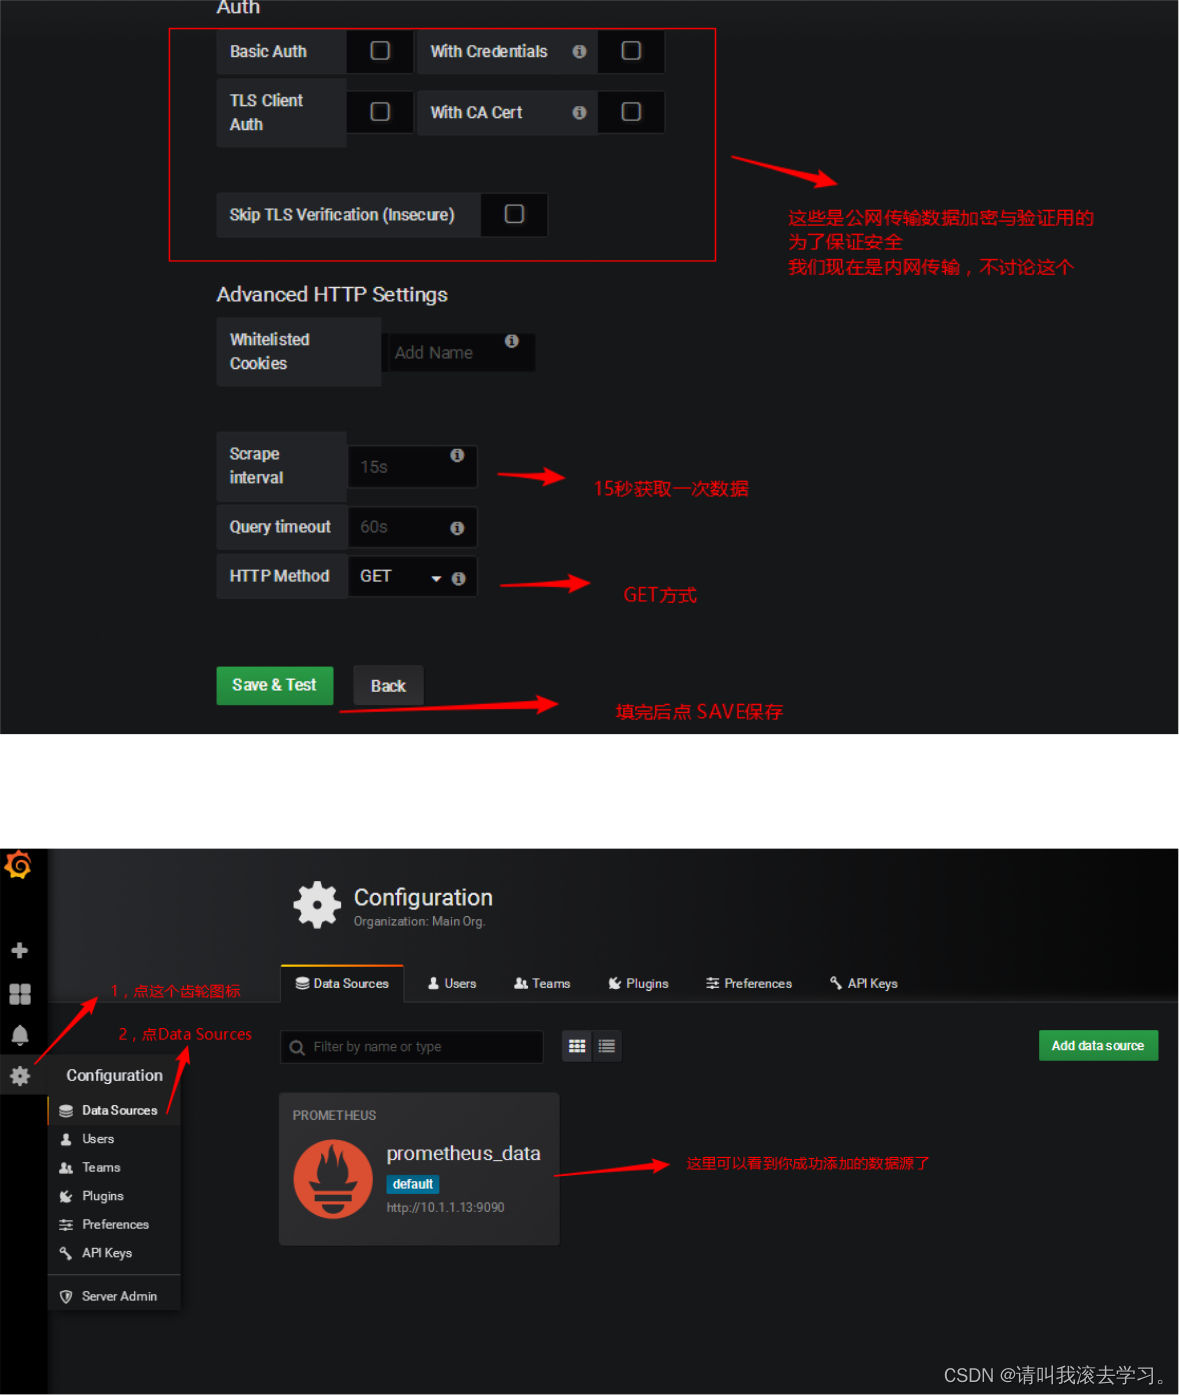 Auth
Basic Auth
With Credentials
TLS Client
Auth
With CA Cert
Skip TLS Verification (Insecure)
这些是公网传输数据加密与验证用的
为了保证安全
我们现在是内网传输，不讨论这个
Advanced HTTP Settings
Whitelisted
Cookies
Add Name
Scrape
interval
15s
15秒获取一次数据
Query timeout
60s
HTTP Method
GET
GET方式
Save & Test
Back
填完后点 SAVE保存
Configuration
Organization: Main Org.
Data Sources
Users
Teams
Plugins
Preferences
API Keys
1，点这个齿轮图标
2，点Data Sources
Filter by name or type
Add data source
Configuration
Data Sources
Users
Teams
Plugins
Preferences
API Keys
Server Admin
PROMETHEUS
prometheus_data
default
http://10.1.1.13:9090
这里可以看到你成功添加的数据源了
CSDN @请叫我滚去学习。